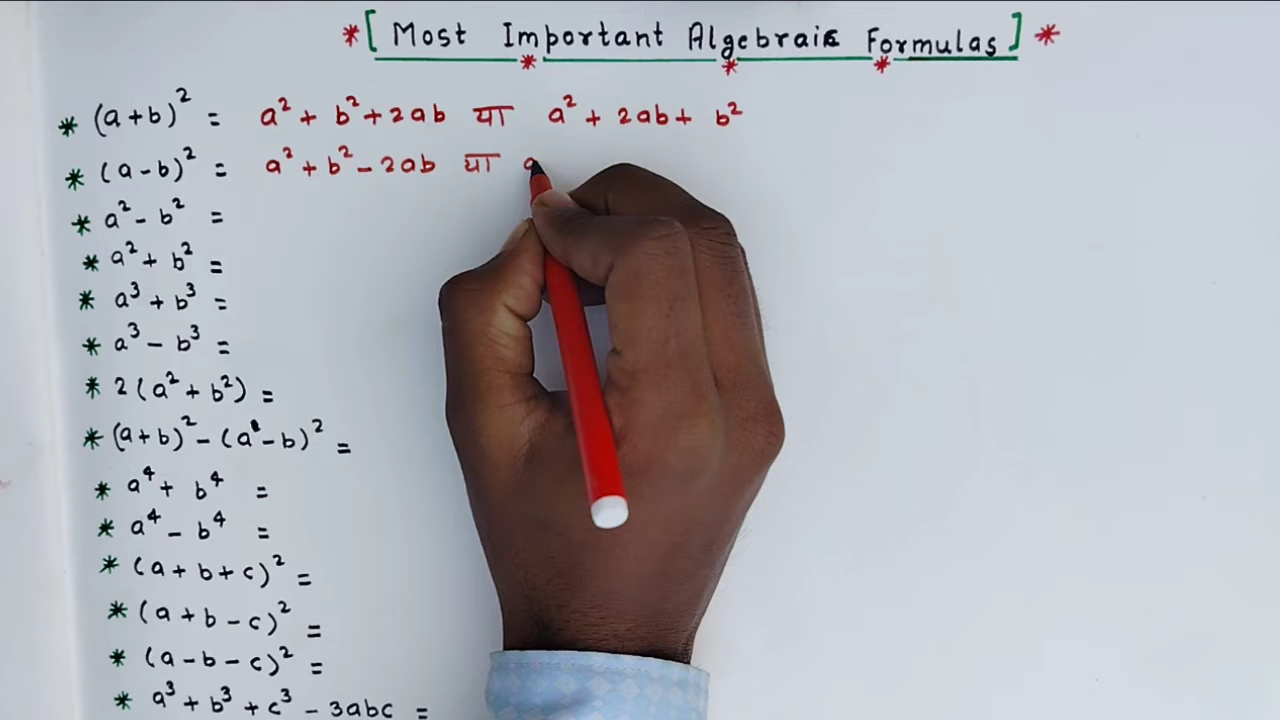 *[Most Important Algebraic Formulas]*
* (a+b)² = a² + b² + 2ab या a² + 2ab + b²
* (a-b)² = a² + b² - 2ab या a
* a² - b² =
* a² + b² =
* a³ + b³ =
* a³ - b³ =
* 2(a² + b²) =
* (a+b)² - (a-b)² =
* a⁴ + b⁴ =
* a⁴ - b⁴ =
* (a+b+c)² =
* (a+b-c)² =
* (a-b-c)² =
* a³ + b³ + c³ - 3abc =